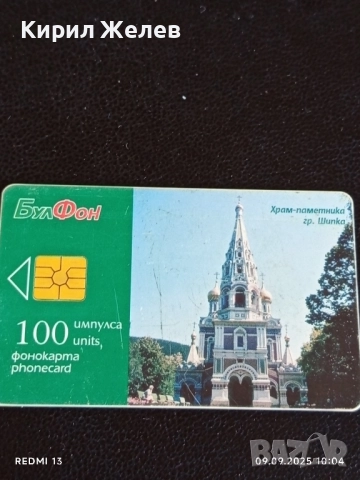 Кирил Желев
БулФон
Храм-паметника
гр. Шипка
100 импулса
units,
фонокарта
phonecard
REDMI 13
09.09.2025 10:04
BAZAR